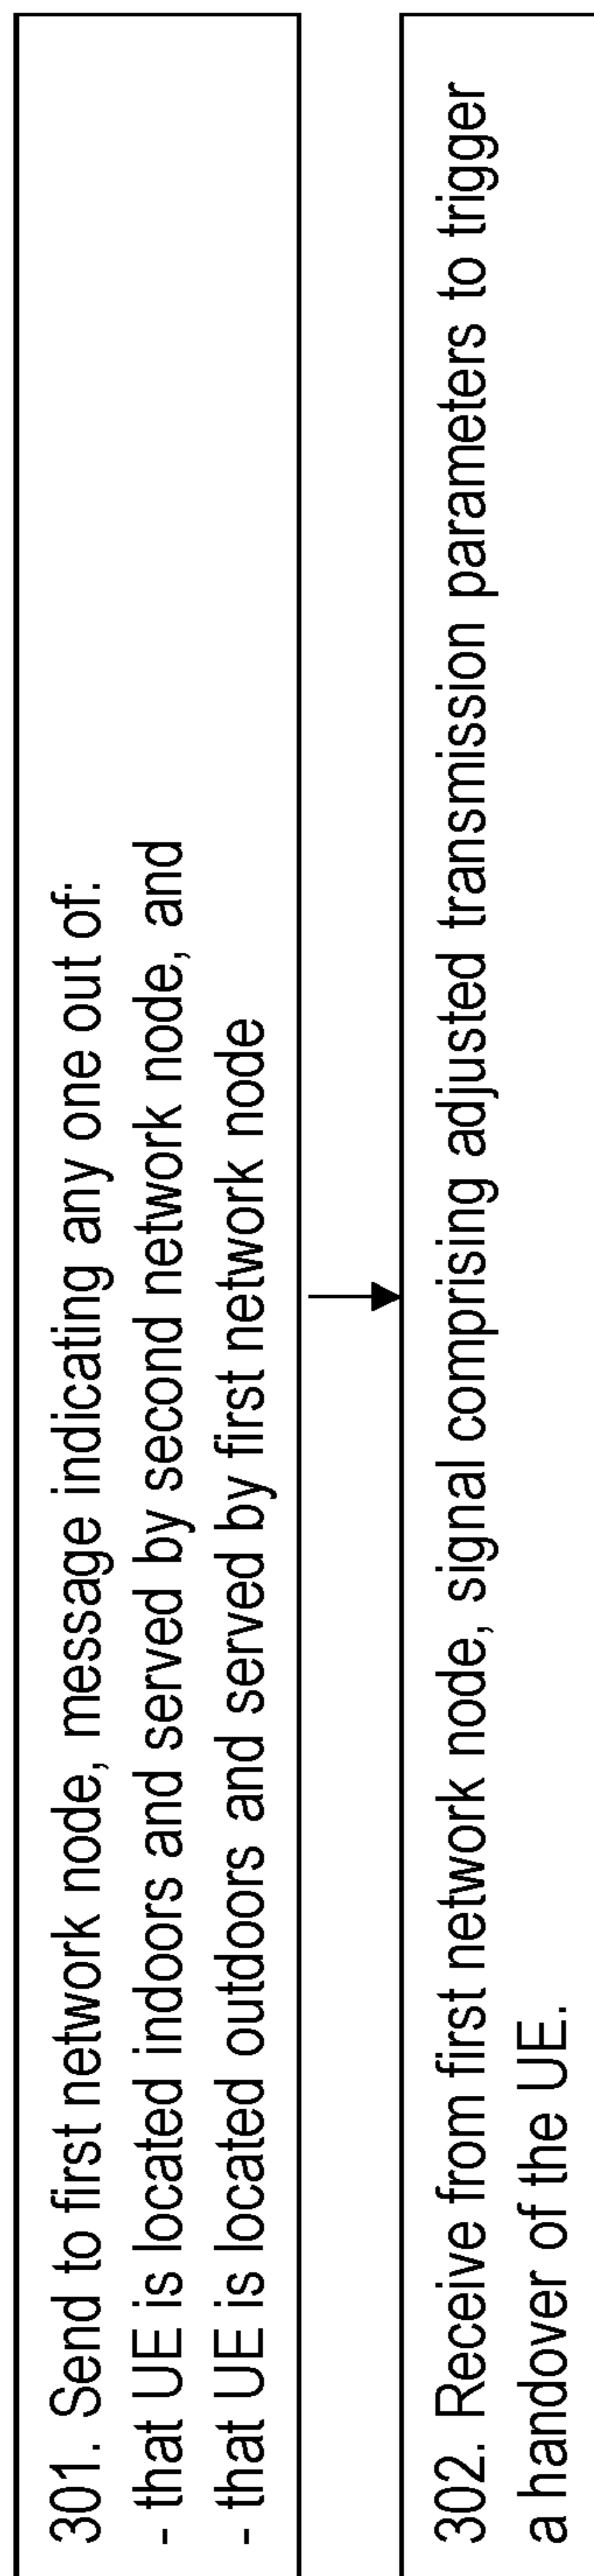 301. Send to first network node, message indicating any one out of:
- that UE is located indoors and served by second network node, and
- that UE is located outdoors and served by first network node
302. Receive from first network node, signal comprising adjusted transmission parameters to trigger
a handover of the UE.